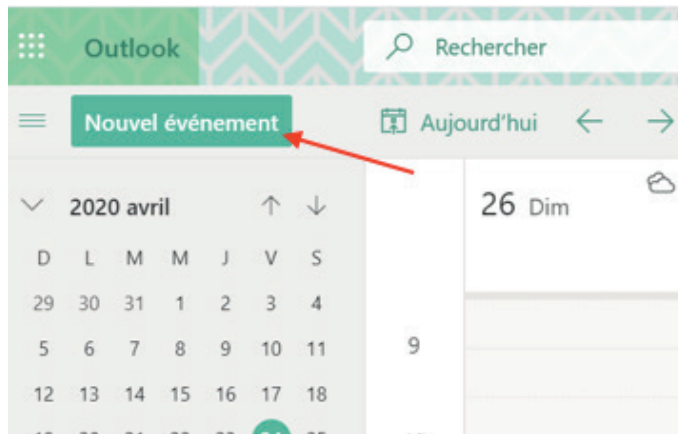 Outlook
Rechercher
Nouvel événement
Aujourd'hui
2020 avril
26 Dim
D L M M J V S
29 30 31 1 2 3 4
5 6 7 8 9 10 11
9
12 13 14 15 16 17 18